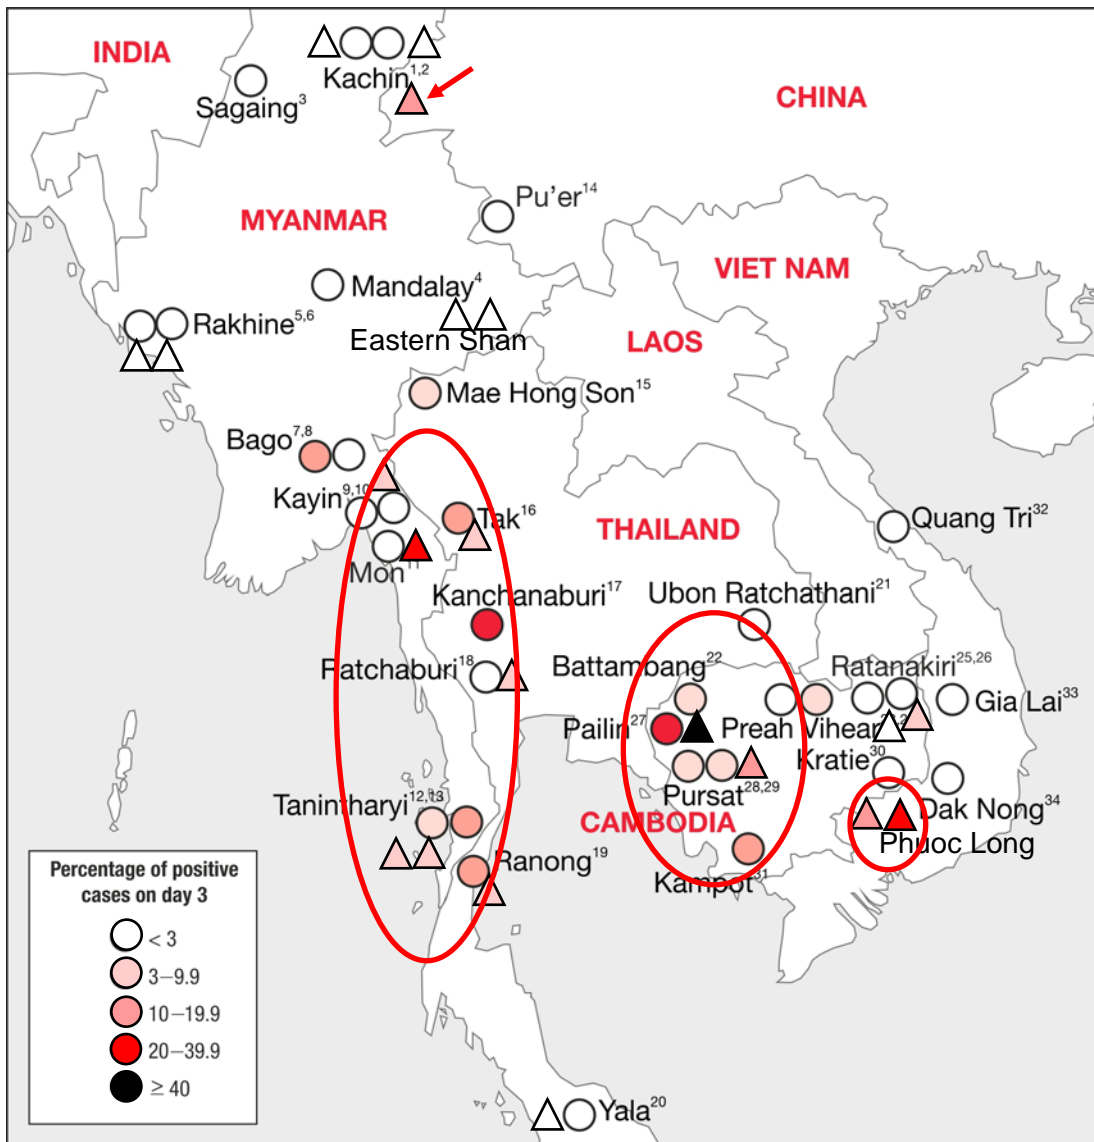 INDIA
Kachin1,2
Sagaing3
CHINA
Pu’er14
MYANMAR
VIET NAM
Mandalay4
Rakhine5,6
Eastern Shan
LAOS
Mae Hong Son15
Bago7,8
Kayin9,10
Tak16
THAILAND
Quang Tri32
Mon
Kanchanaburi17
Ubon Ratchathani21
Ratchaburi18
Battambang22
Ratanakiri25,26
Gia Lai33
Pailin27
Preah Vihear
Kratie30
Pursat28,29
Tanintharyi12,13
CAMBODIA
Dak Nong34
Phuoc Long
Ranong19
Kampot31
Percentage of positive
cases on day 3
< 3
3–9.9
10–19.9
20–39.9
≥ 40
Yala20